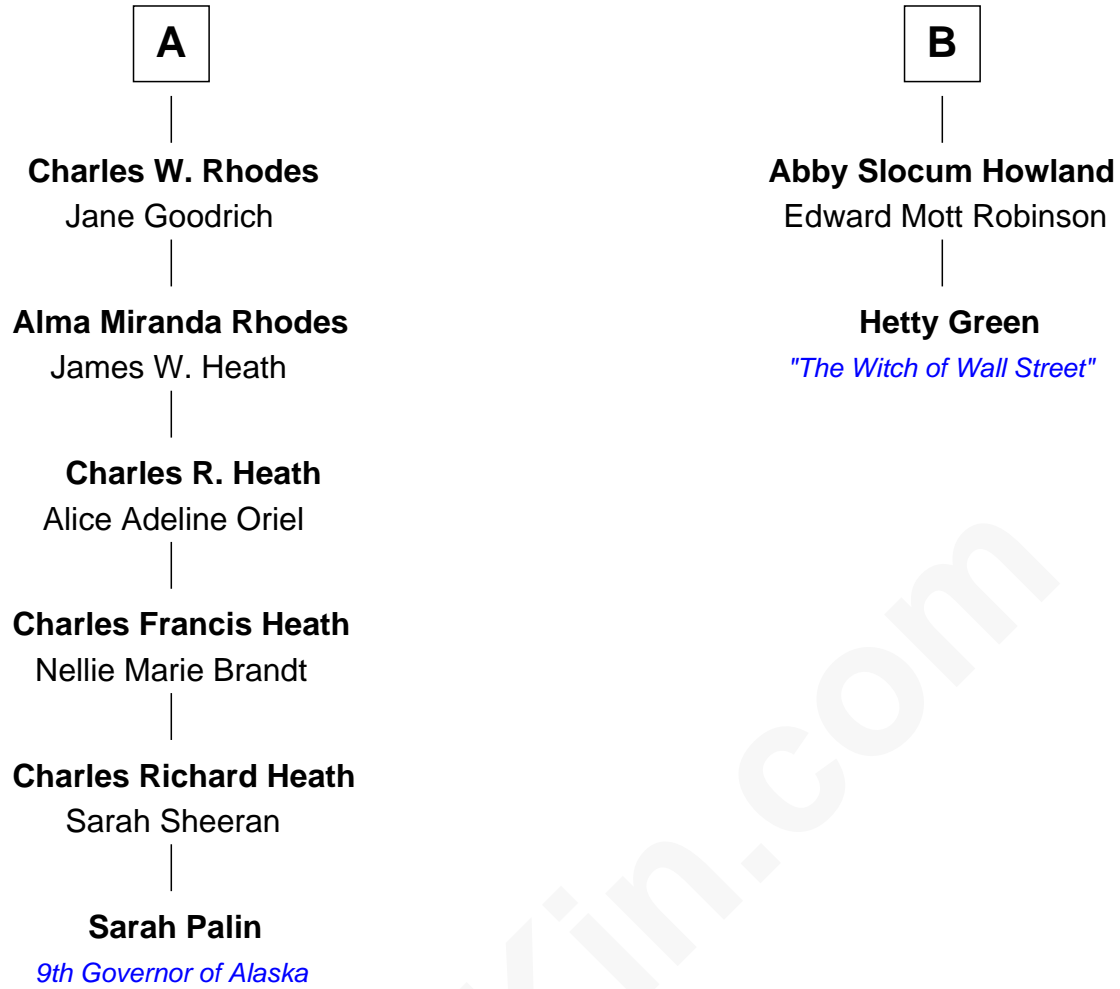 A
Charles W. Rhodes
Jane Goodrich
Alma Miranda Rhodes
James W. Heath
Charles R. Heath
Alice Adeline Oriel
Charles Francis Heath
Nellie Marie Brandt
Charles Richard Heath
Sarah Sheeran
Sarah Palin
9th Governor of Alaska
B
Abby Slocum Howland
Edward Mott Robinson
Hetty Green
"The Witch of Wall Street"
Kin.com